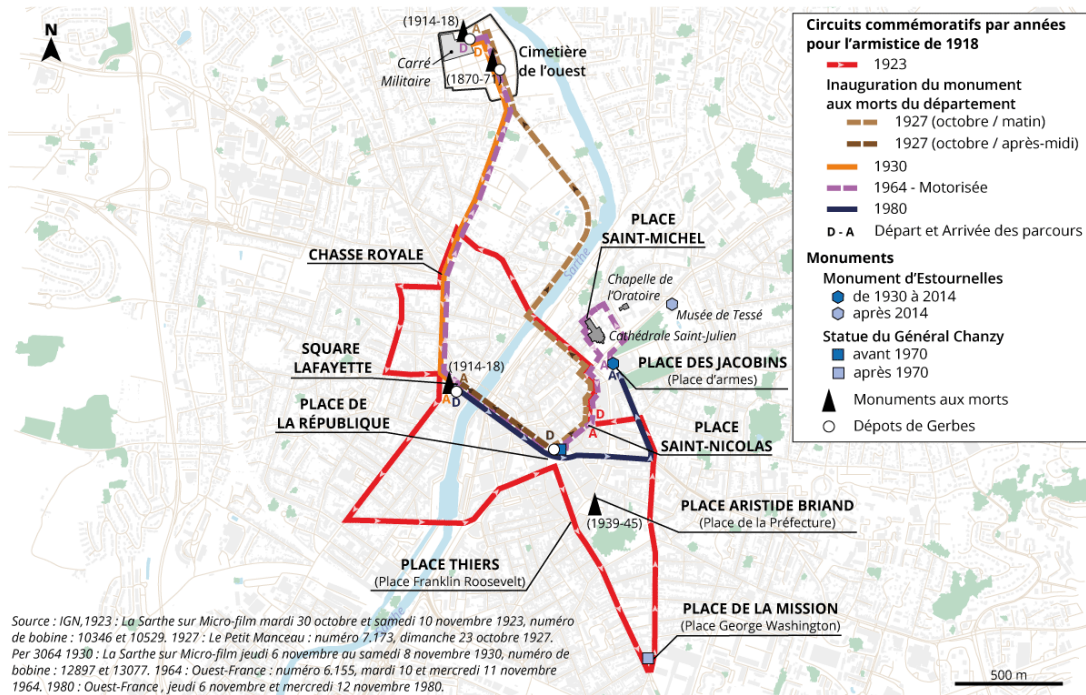 N
(1914-18)
A
D
D
Carré
Militaire
(1870-71)
Cimetière
de l'ouest
Sarthe
CHASSE ROYALE
PLACE
SAINT-MICHEL
Chapelle de
l'Oratoire
Musée de Tessé
Cathédrale Saint-Julien
SQUARE
LAFAYETTE
(1914-18)
A
A
D
PLACE DES JACOBINS
(Place d'armes)
A
A
PLACE DE
LA RÉPUBLIQUE
D
D
A
PLACE
SAINT-NICOLAS
PLACE ARISTIDE BRIAND
(Place de la Préfecture)
(1939-45)
PLACE THIERS
(Place Franklin Roosevelt)
PLACE DE LA MISSION
(Place George Washington)
Sarthe
500 m
Circuits commémoratifs par années
pour l'armistice de 1918
1923
Inauguration du monument
aux morts du département
1927 (octobre / matin)
1927 (octobre / après-midi)
1930
1964 - Motorisée
1980
D - A Départ et Arrivée des parcours
Monuments
Monument d'Estournelles
de 1930 à 2014
après 2014
Statue du Général Chanzy
avant 1970
après 1970
Monuments aux morts
Dépots de Gerbes
Source : IGN,1923 : La Sarthe sur Micro-film mardi 30 octobre et samedi 10 novembre 1923, numéro
de bobine : 10346 et 10529. 1927 : Le Petit Manceau : numéro 7.173, dimanche 23 octobre 1927.
Per 3064 1930 : La Sarthe sur Micro-film jeudi 6 novembre au samedi 8 novembre 1930, numéro de
bobine : 12897 et 13077. 1964 : Ouest-France : numéro 6.155, mardi 10 et mercredi 11 novembre
1964. 1980 : Ouest-France , jeudi 6 novembre et mercredi 12 novembre 1980.